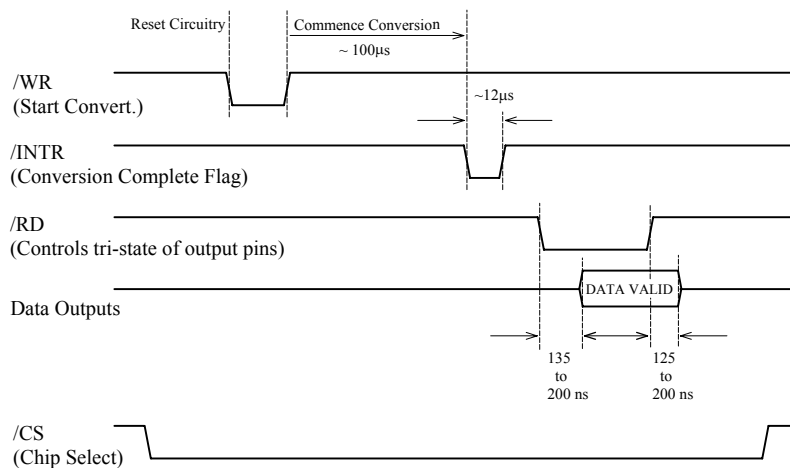 Reset Circuitry
Commence Conversion
~ 100μs
/WR
(Start Convert.)
~12μs
/INTR
(Conversion Complete Flag)
/RD
(Controls tri-state of output pins)
DATA VALID
Data Outputs
135
to
200 ns
125
to
200 ns
/CS
(Chip Select)